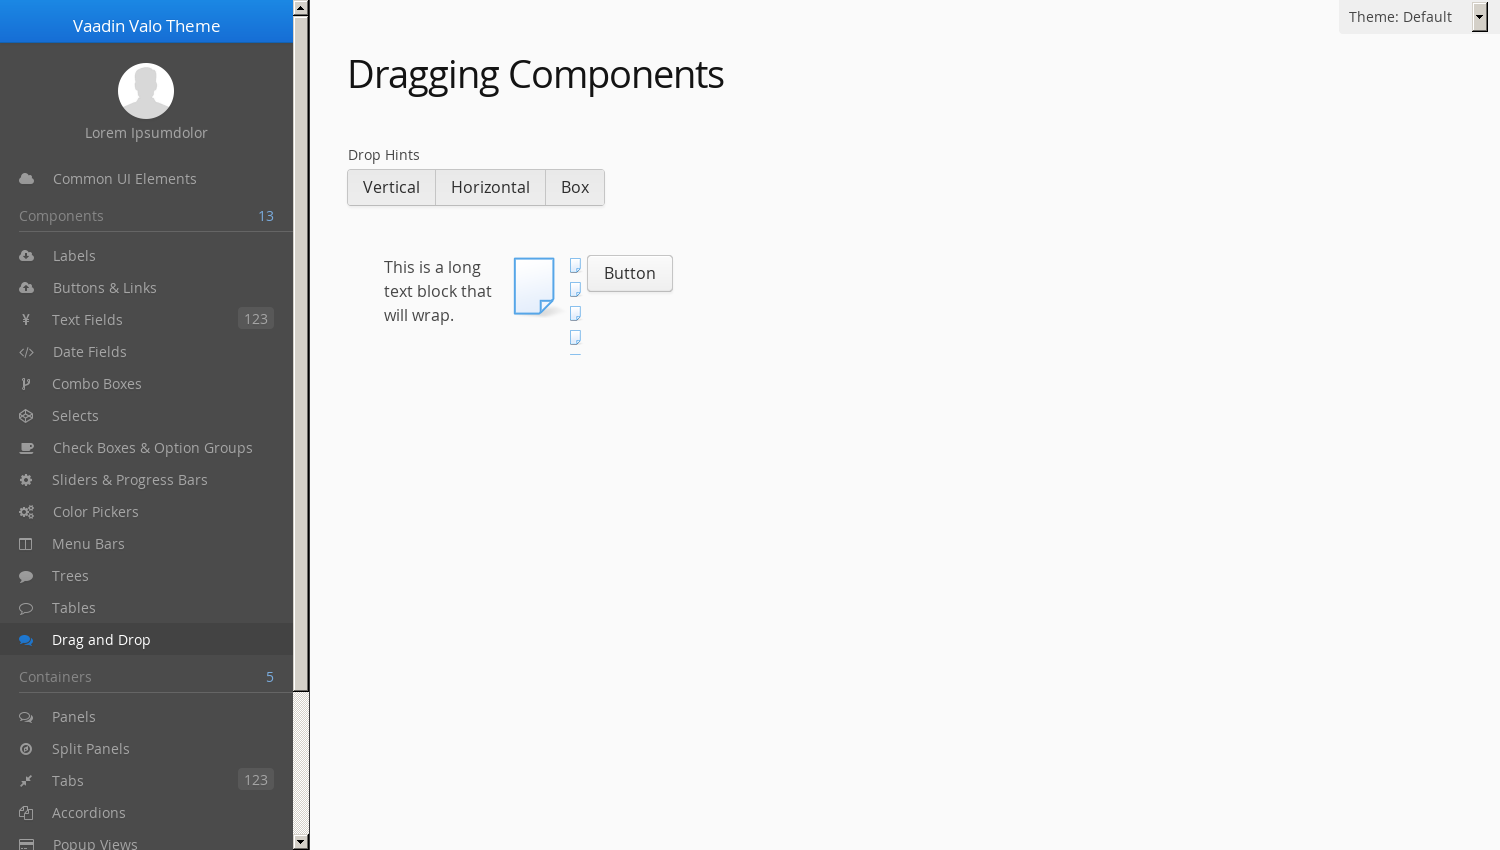 Vaadin Valo Theme
Lorem Ipsumdolor
Common UI Elements
Components 13
Labels
Buttons & Links
Text Fields 123
Date Fields
Combo Boxes
Selects
Check Boxes & Option Groups
Sliders & Progress Bars
Color Pickers
Menu Bars
Trees
Tables
Drag and Drop
Containers 5
Panels
Split Panels
Tabs 123
Accordions
Popup Views
Theme: Default
Dragging Components
Drop Hints
Vertical Horizontal Box
This is a long
text block that
will wrap.
Button